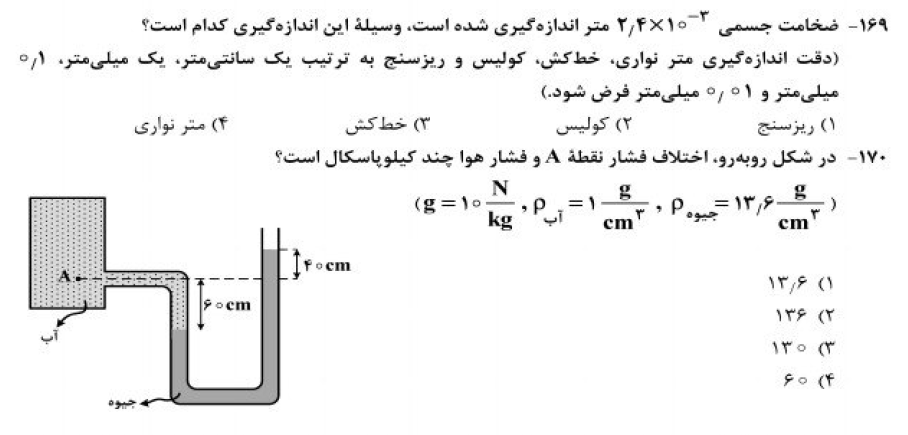 ۱۶۹- ضخامت جسمی ۲/۴×۱۰⁻³ متر اندازه‌گیری شده است، وسیلهٔ این اندازه‌گیری کدام است؟
(دقت اندازه‌گیری متر نواری، خط‌کش، کولیس و ریزسنج به ترتیب یک سانتی‌متر، یک میلی‌متر، ۰/۱
میلی‌متر و ۰/۰۱ میلی‌متر فرض شود.)
۱) ریزسنج ۲) کولیس ۳) خط‌کش ۴) متر نواری
۱۷۰- در شکل روبه‌رو، اختلاف فشار نقطهٔ A و فشار هوا چند کیلوپاسکال است؟
(g = ۱۰ N/kg , ρآب = ۱ g/cm³ , ρجیوه = ۱۳/۶ g/cm³)
۴۰cm
A
۶۰cm
آب
جیوه
۱) ۱۳/۶
۲) ۱۳۶
۳) ۱۳۰
۴) ۶۰